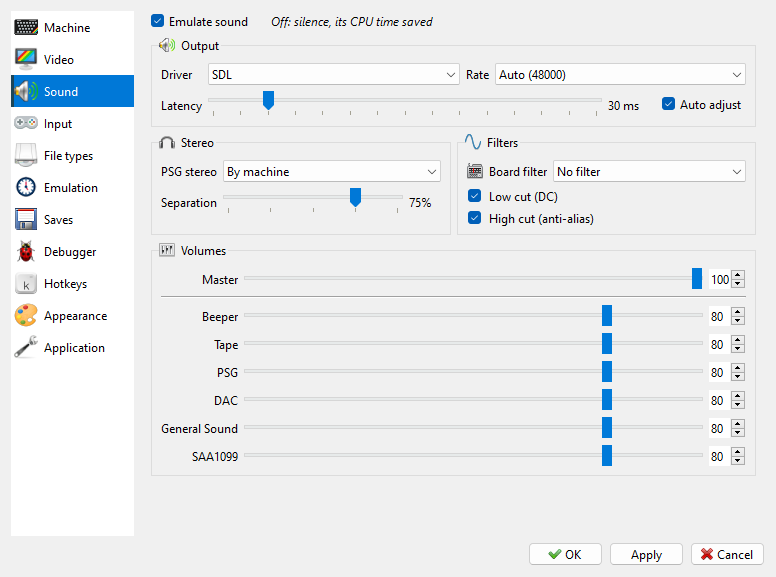 Machine
Video
Sound
Input
File types
Emulation
Saves
Debugger
k Hotkeys
Appearance
Application
Emulate sound Off: silence, its CPU time saved
Output
Driver SDL Rate Auto (48000)
Latency 30 ms Auto adjust
Stereo
PSG stereo By machine
Separation 75%
Filters
Board filter No filter
Low cut (DC)
High cut (anti-alias)
Volumes
Master 100
Beeper 80
Tape 80
PSG 80
DAC 80
General Sound 80
SAA1099 80
OK Apply Cancel